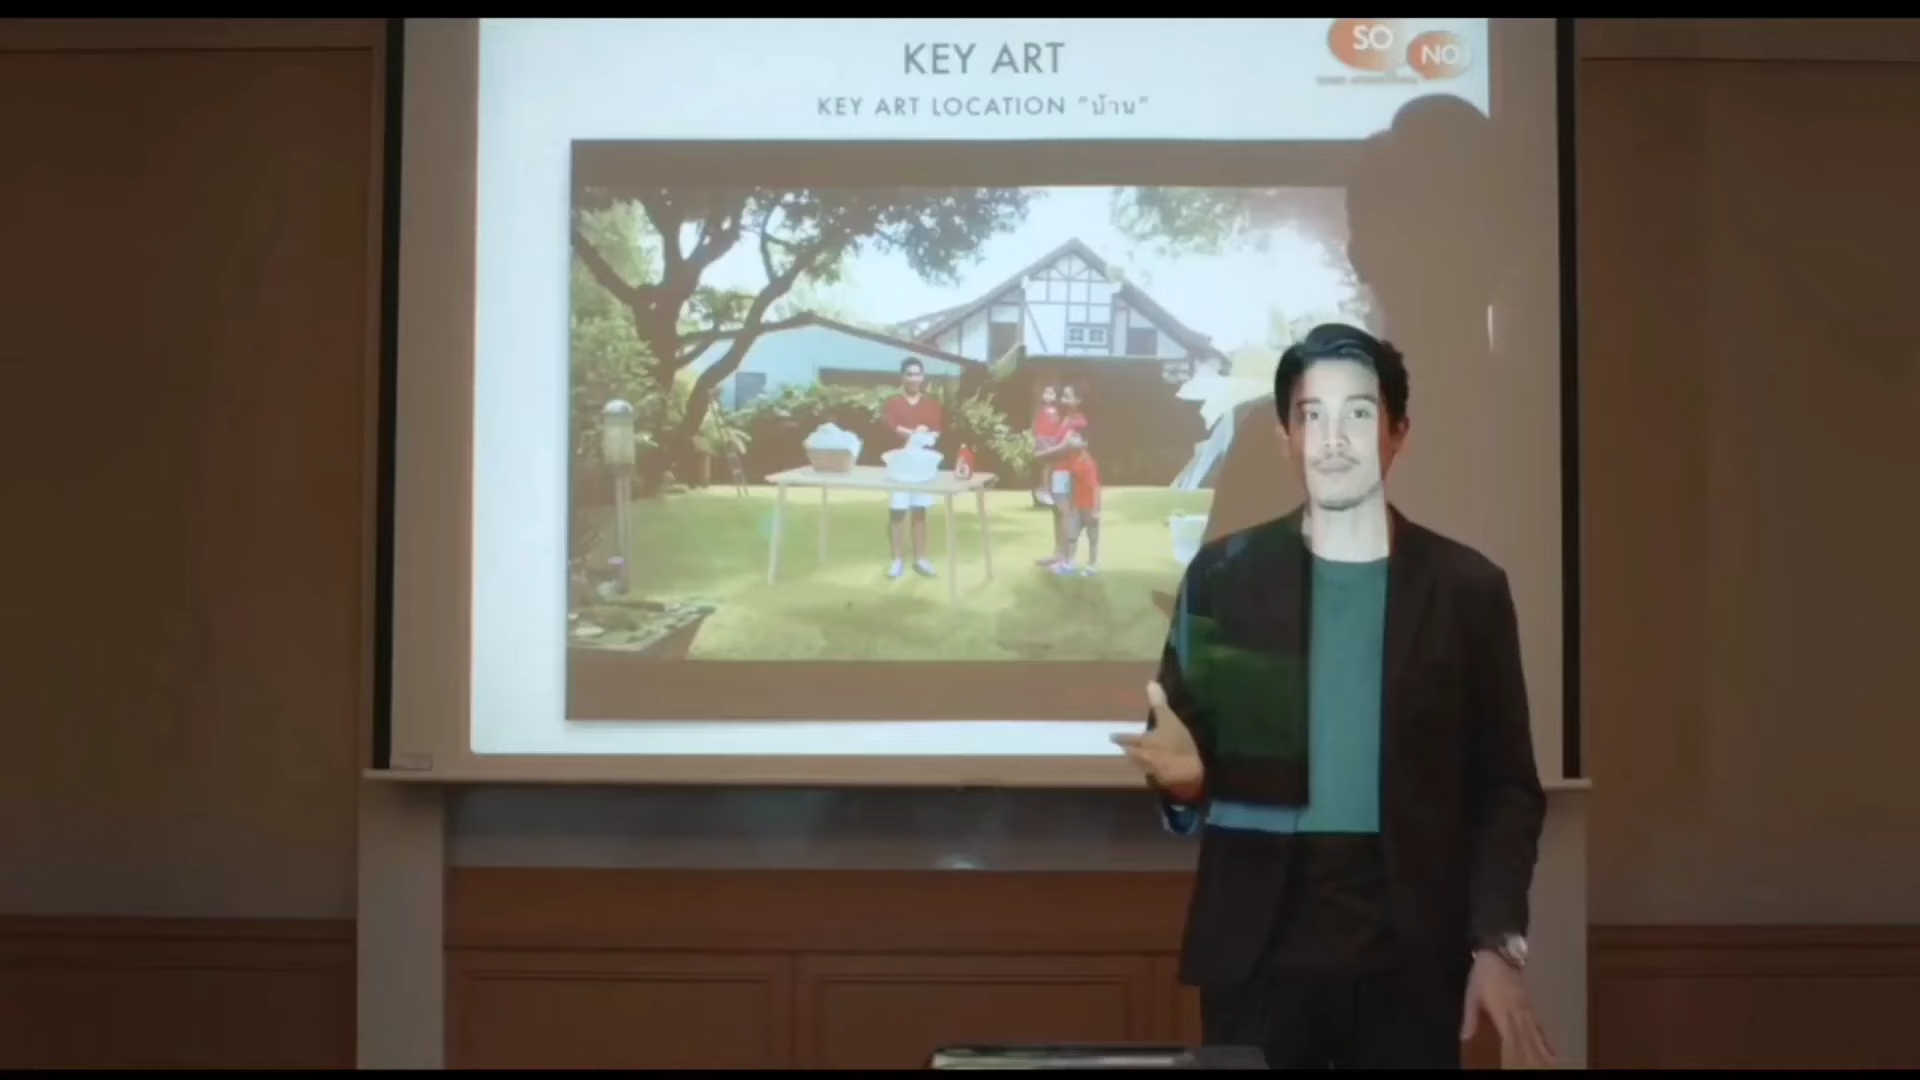 KEY ART
KEY ART LOCATION "บ้าน"
SO
NO